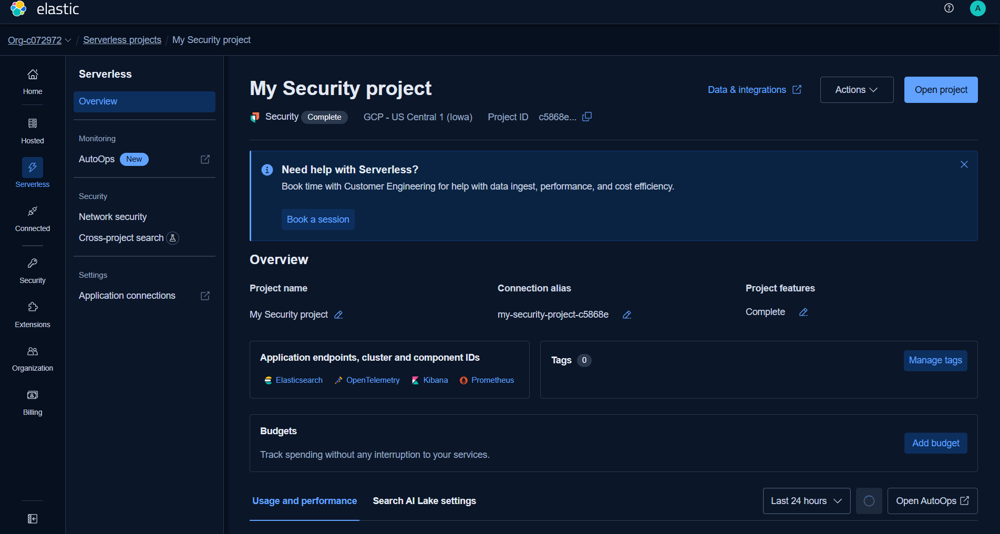 elastic
A
Org-c072972 / Serverless projects / My Security project
Home
Hosted
Serverless
Connected
Security
Extensions
Organization
Billing
Serverless
Overview
Monitoring
AutoOps New
Security
Network security
Cross-project search
Settings
Application connections
My Security project
Data & integrations
Actions
Open project
Security Complete GCP - US Central 1 (Iowa) Project ID c5868e...
Need help with Serverless?
Book time with Customer Engineering for help with data ingest, performance, and cost efficiency.
Book a session
Overview
Project name Connection alias Project features
My Security project my-security-project-c5868e Complete
Application endpoints, cluster and component IDs
Elasticsearch OpenTelemetry Kibana Prometheus
Tags 0 Manage tags
Budgets
Track spending without any interruption to your services.
Add budget
Usage and performance Search AI Lake settings Last 24 hours Open AutoOps